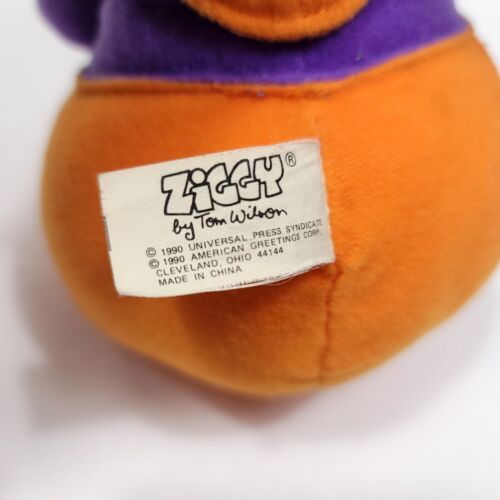 ZiGGY®
by Tom Wilson
© 1990 UNIVERSAL PRESS SYNDICATE
© 1990 AMERICAN GREETINGS CORP.
CLEVELAND, OHIO 44144
MADE IN CHINA